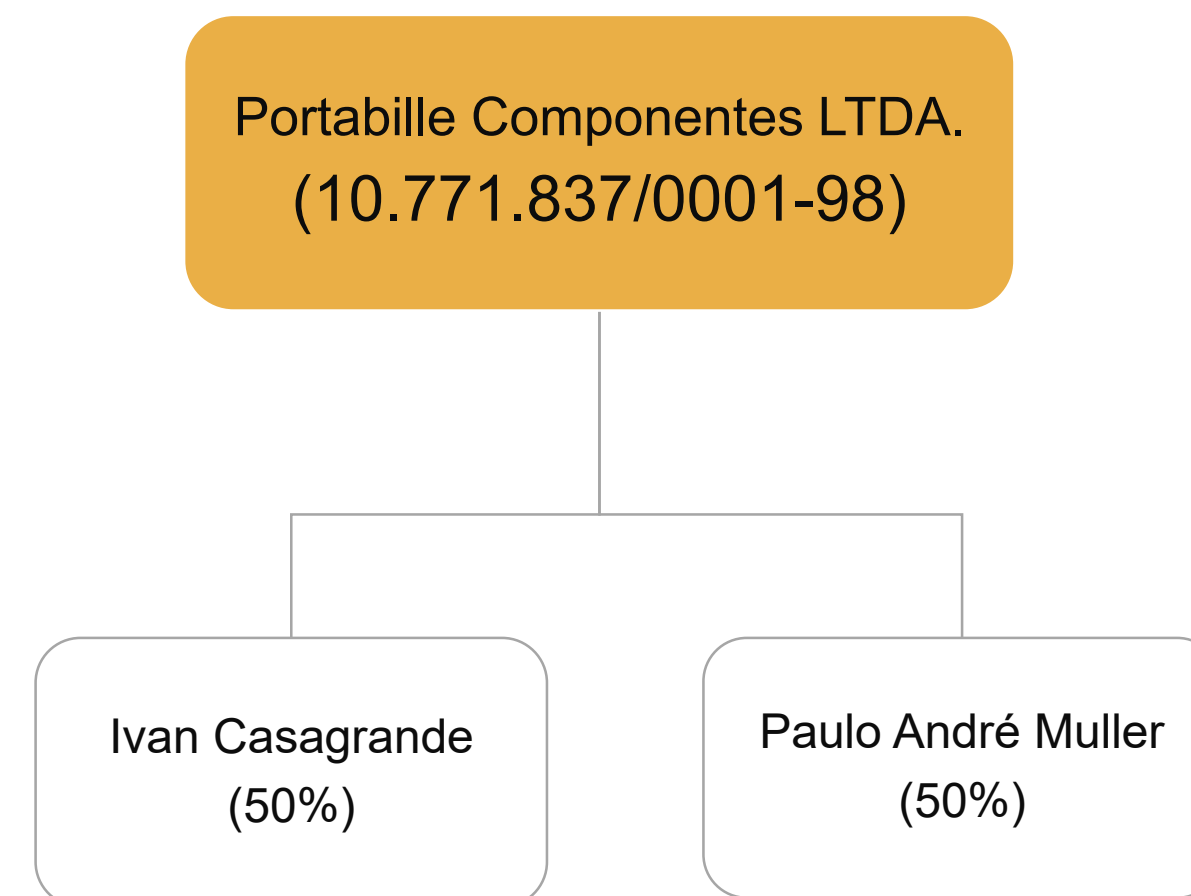 Portabille Componentes LTDA.
(10.771.837/0001-98)
Ivan Casagrande
(50%)
Paulo André Muller
(50%)